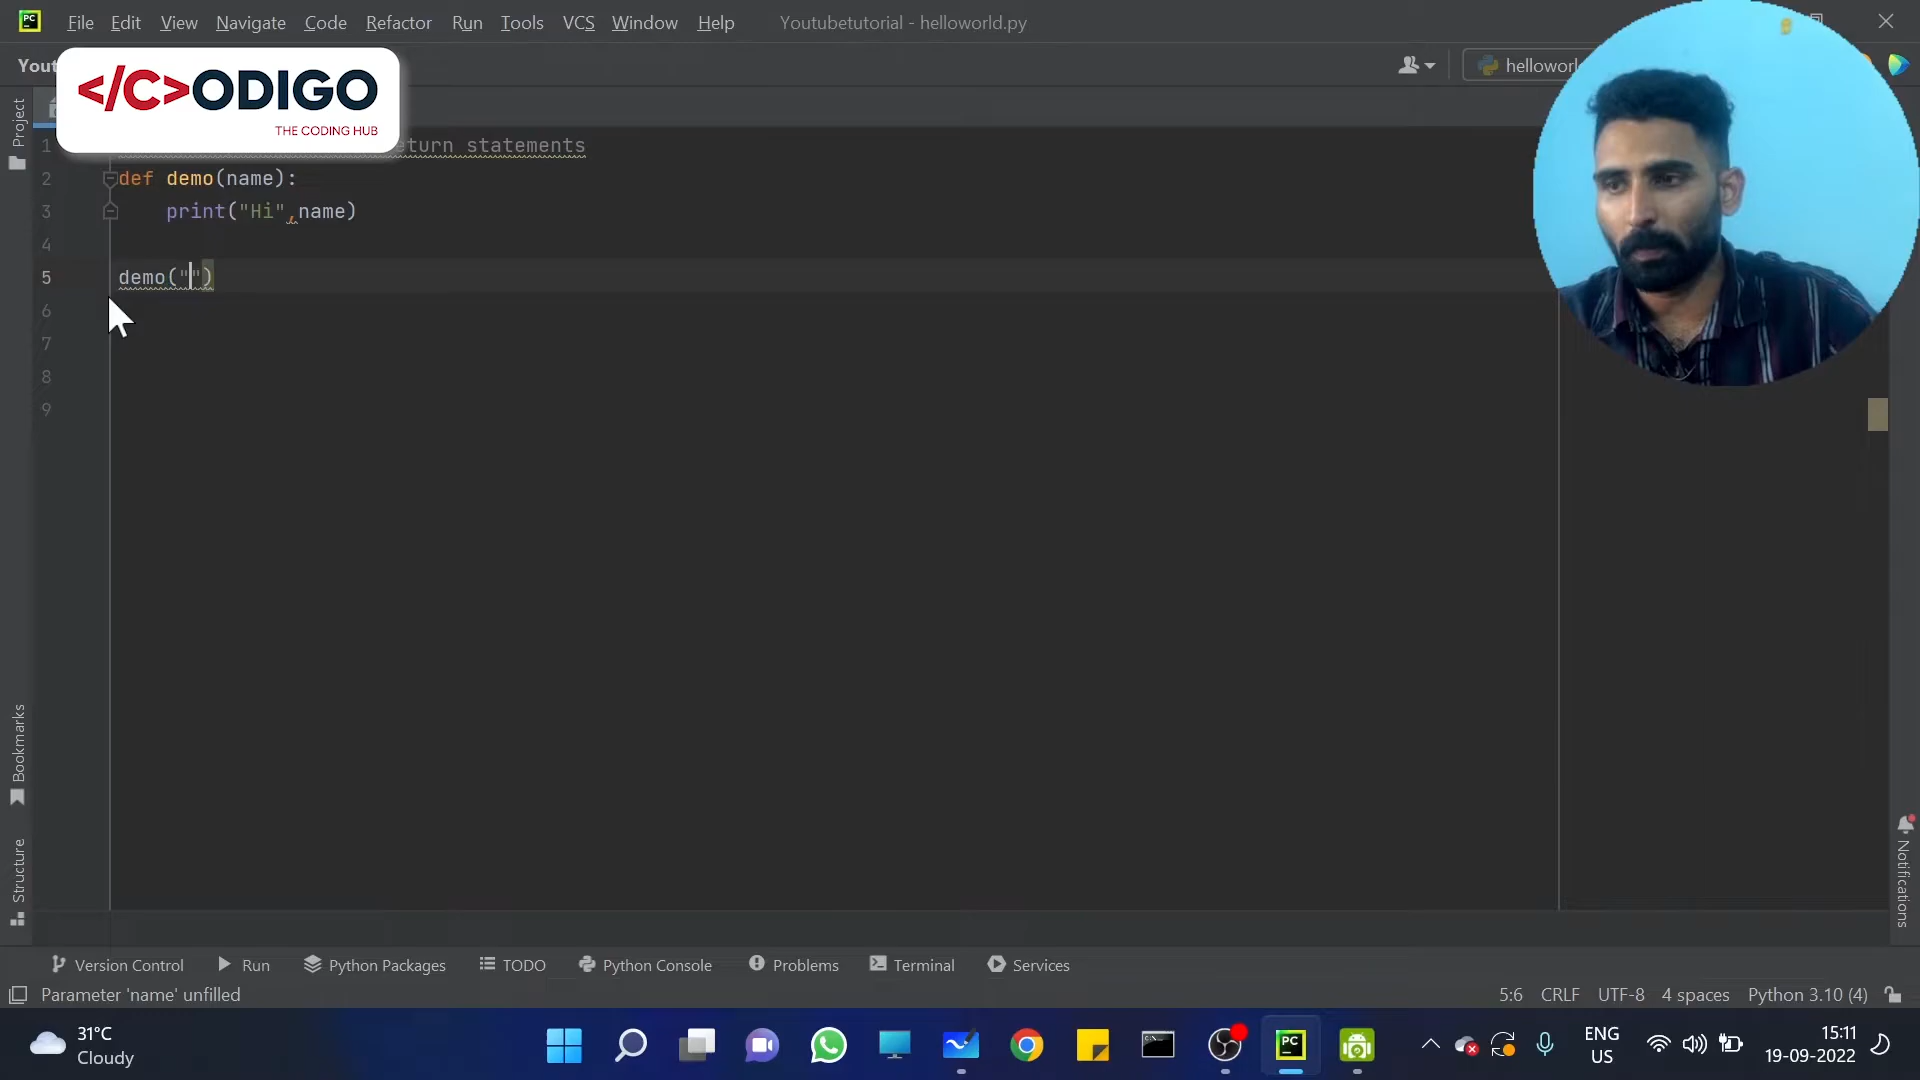 PC File Edit View Navigate Code Refactor Run Tools VCS Window Help Youtubetutorial - helloworld.py
</C>ODIGO
THE CODING HUB
Project
1 statements
2 def demo(name):
3 print("Hi",name)
4
5 demo("")
6
7
8
9
Bookmarks
Structure
Notifications
Version Control Run Python Packages TODO Python Console Problems Terminal Services
Parameter 'name' unfilled 5:6 CRLF UTF-8 4 spaces Python 3.10 (4)
31°C
Cloudy
PC
ENG
US
15:11
19-09-2022